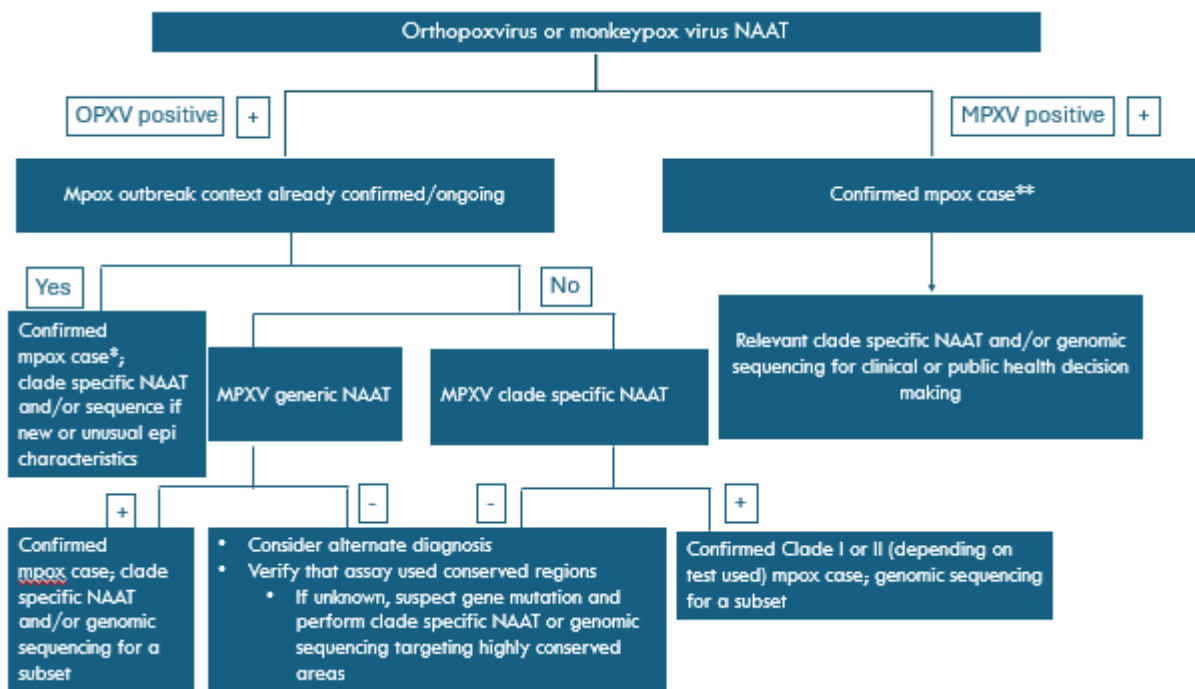 Orthopoxvirus or monkeypox virus NAAT
OPXV positive
+
MPXV positive
+
Mpox outbreak context already confirmed/ongoing
Confirmed mpox case**
Yes
No
Confirmed
mpox case*;
clade specific NAAT
and/or sequence if
new or unusual epi
characteristics
MPXV generic NAAT
MPXV clade specific NAAT
Relevant clade specific NAAT and/or genomic
sequencing for clinical or public health decision
making
+
-
-
+
Confirmed
mpox case; clade
specific NAAT
and/or genomic
sequencing for a
subset
• Consider alternate diagnosis
• Verify that assay used conserved regions
• If unknown, suspect gene mutation and
perform clade specific NAAT or genomic
sequencing targeting highly conserved
areas
Confirmed Clade I or II (depending on
test used) mpox case; genomic sequencing
for a subset